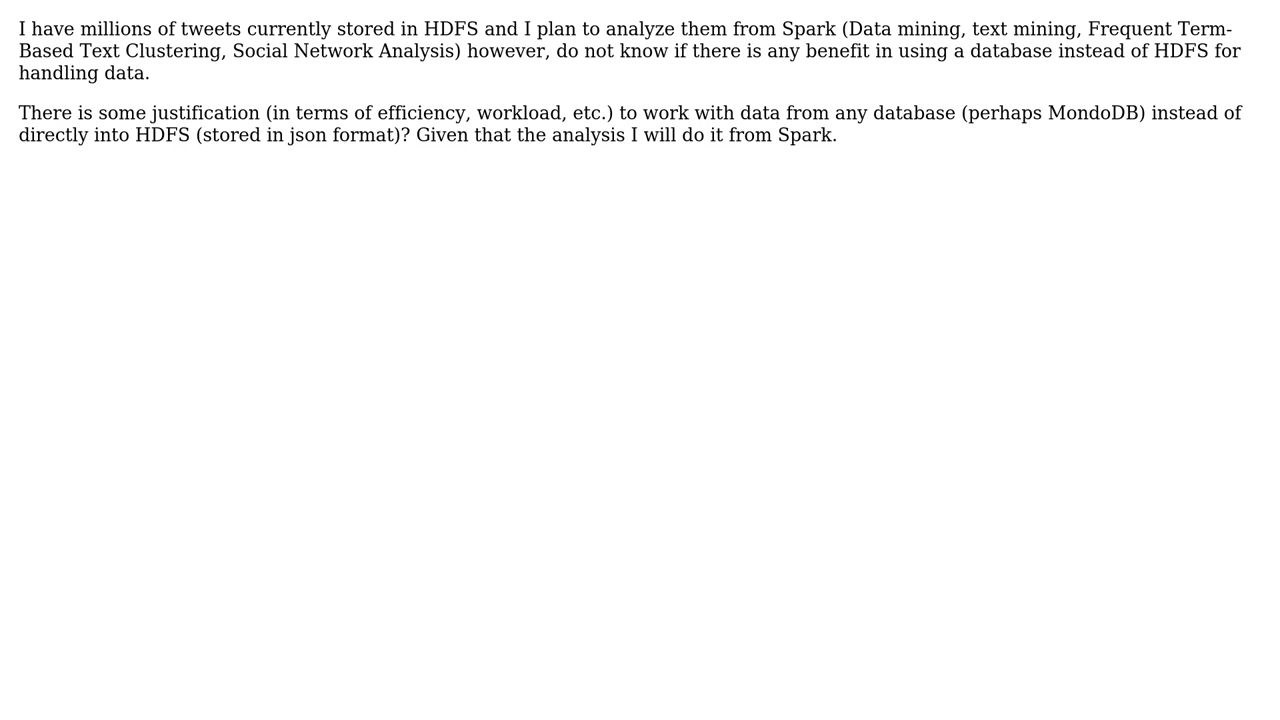 I have millions of tweets currently stored in HDFS and I plan to analyze them from Spark (Data mining, text mining, Frequent Term-
Based Text Clustering, Social Network Analysis) however, do not know if there is any benefit in using a database instead of HDFS for
handling data.
There is some justification (in terms of efficiency, workload, etc.) to work with data from any database (perhaps MondoDB) instead of
directly into HDFS (stored in json format)? Given that the analysis I will do it from Spark.